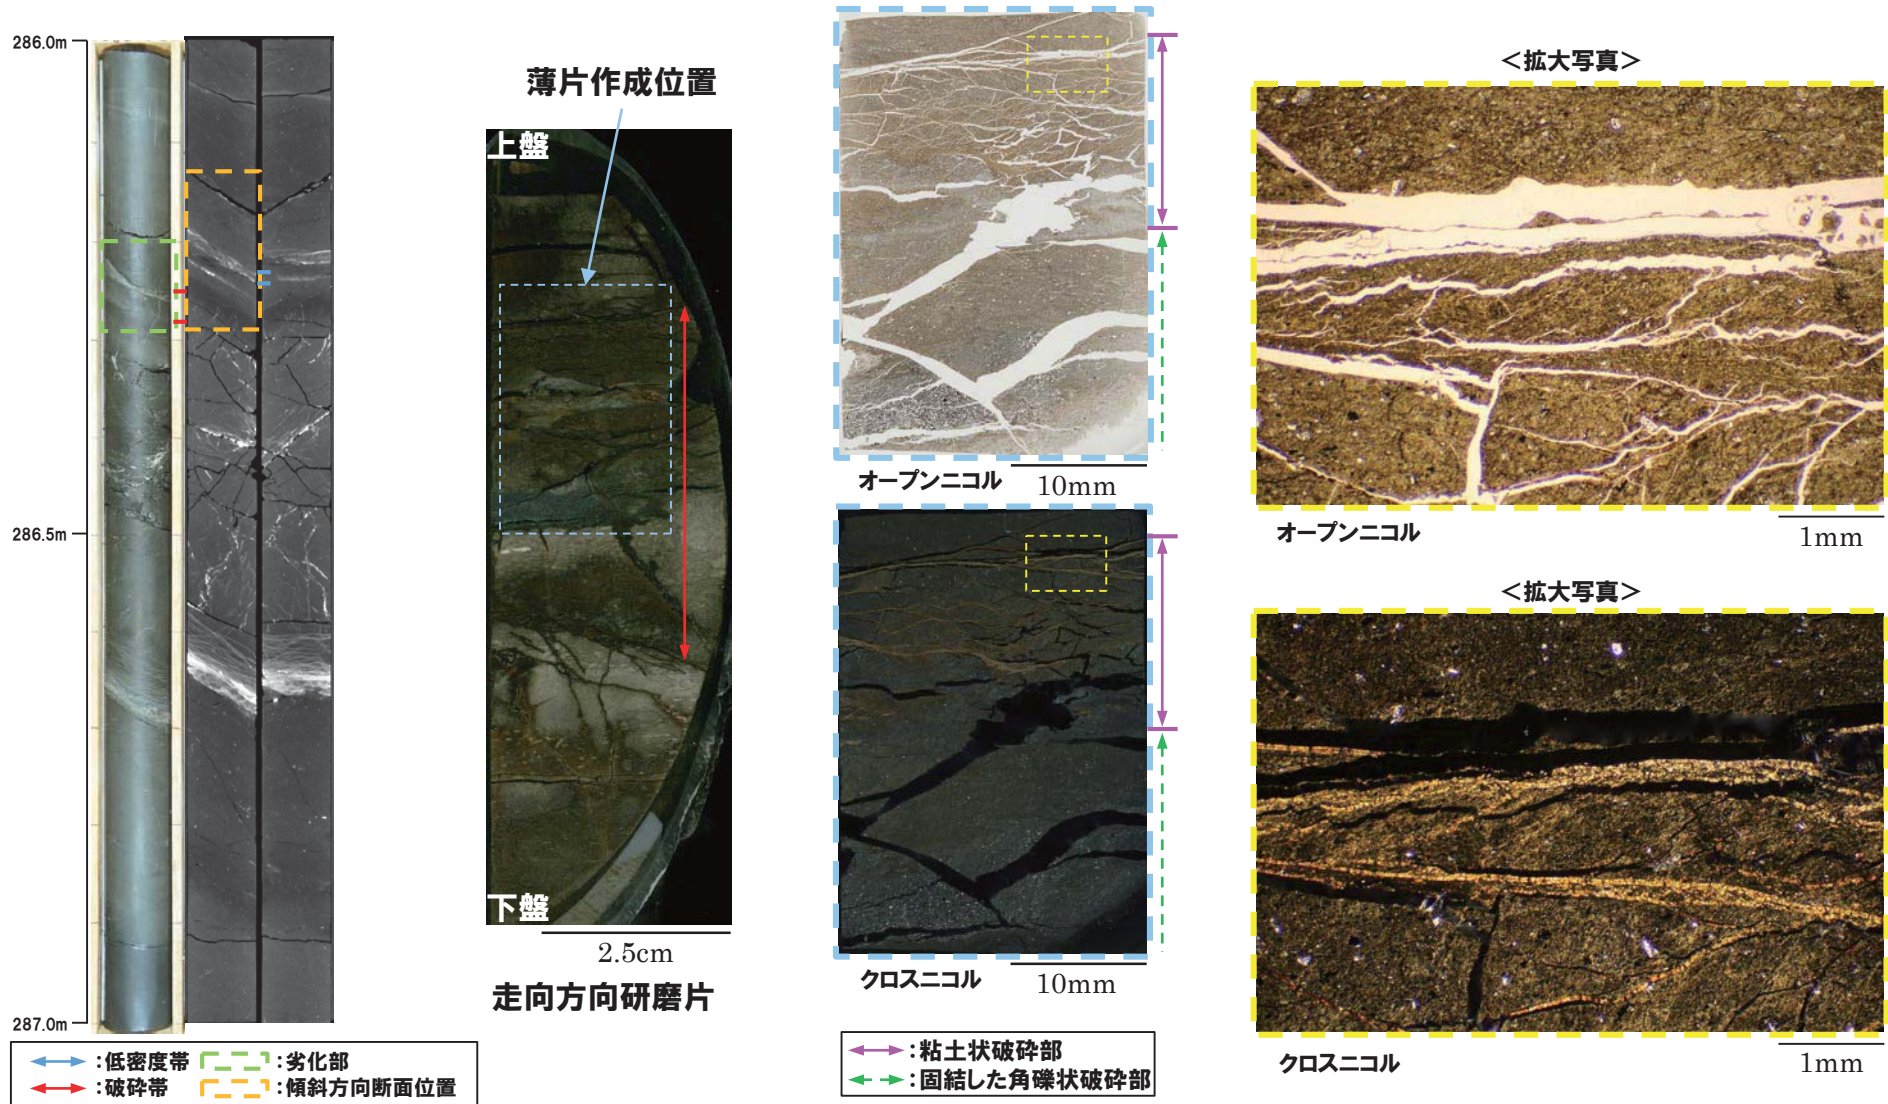 286.0m
286.5m
287.0m
:低密度帯
:劣化部
:破砕帯
:傾斜方向断面位置
薄片作成位置
上盤
下盤
2.5cm
走向方向研磨片
オープンニコル
10mm
クロスニコル
10mm
:粘土状破砕部
:固結した角礫状破砕部
<拡大写真>
オープンニコル
1mm
<拡大写真>
クロスニコル
1mm